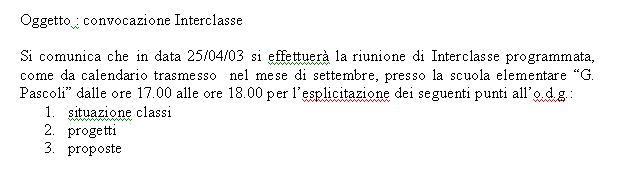 Oggetto : convocazione Interclasse
Si comunica che in data 25/04/03 si effettuerà la riunione di Interclasse programmata,
come da calendario trasmesso nel mese di settembre, presso la scuola elementare “G.
Pascoli” dalle ore 17.00 alle ore 18.00 per l’esplicitazione dei seguenti punti all’o.d.g.:
1. situazione classi
2. progetti
3. proposte